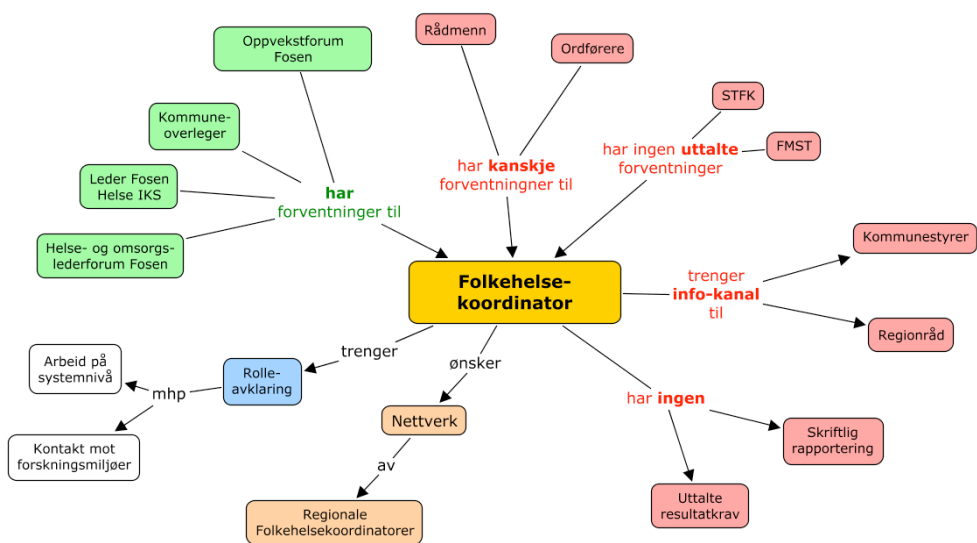 Oppvekstforum
Fosen
Rådmenn
Ordførere
STFK
FMST
Kommune-
overleger
Leder Fosen
Helse IKS
Helse- og omsorgs-
lederforum Fosen
har
forventninger til
har kanskje
forventningner til
har ingen uttalte
forventninger
Folkehelse-
koordinator
trenger
info-kanal
til
Kommunestyrer
Regionråd
trenger
Rolle-
avklaring
mhp
Arbeid på
systemnivå
Kontakt mot
forskningsmiljøer
ønsker
Nettverk
av
Regionale
Folkehelsekoordinatorer
har ingen
Skriftlig
rapportering
Uttalte
resultatkrav